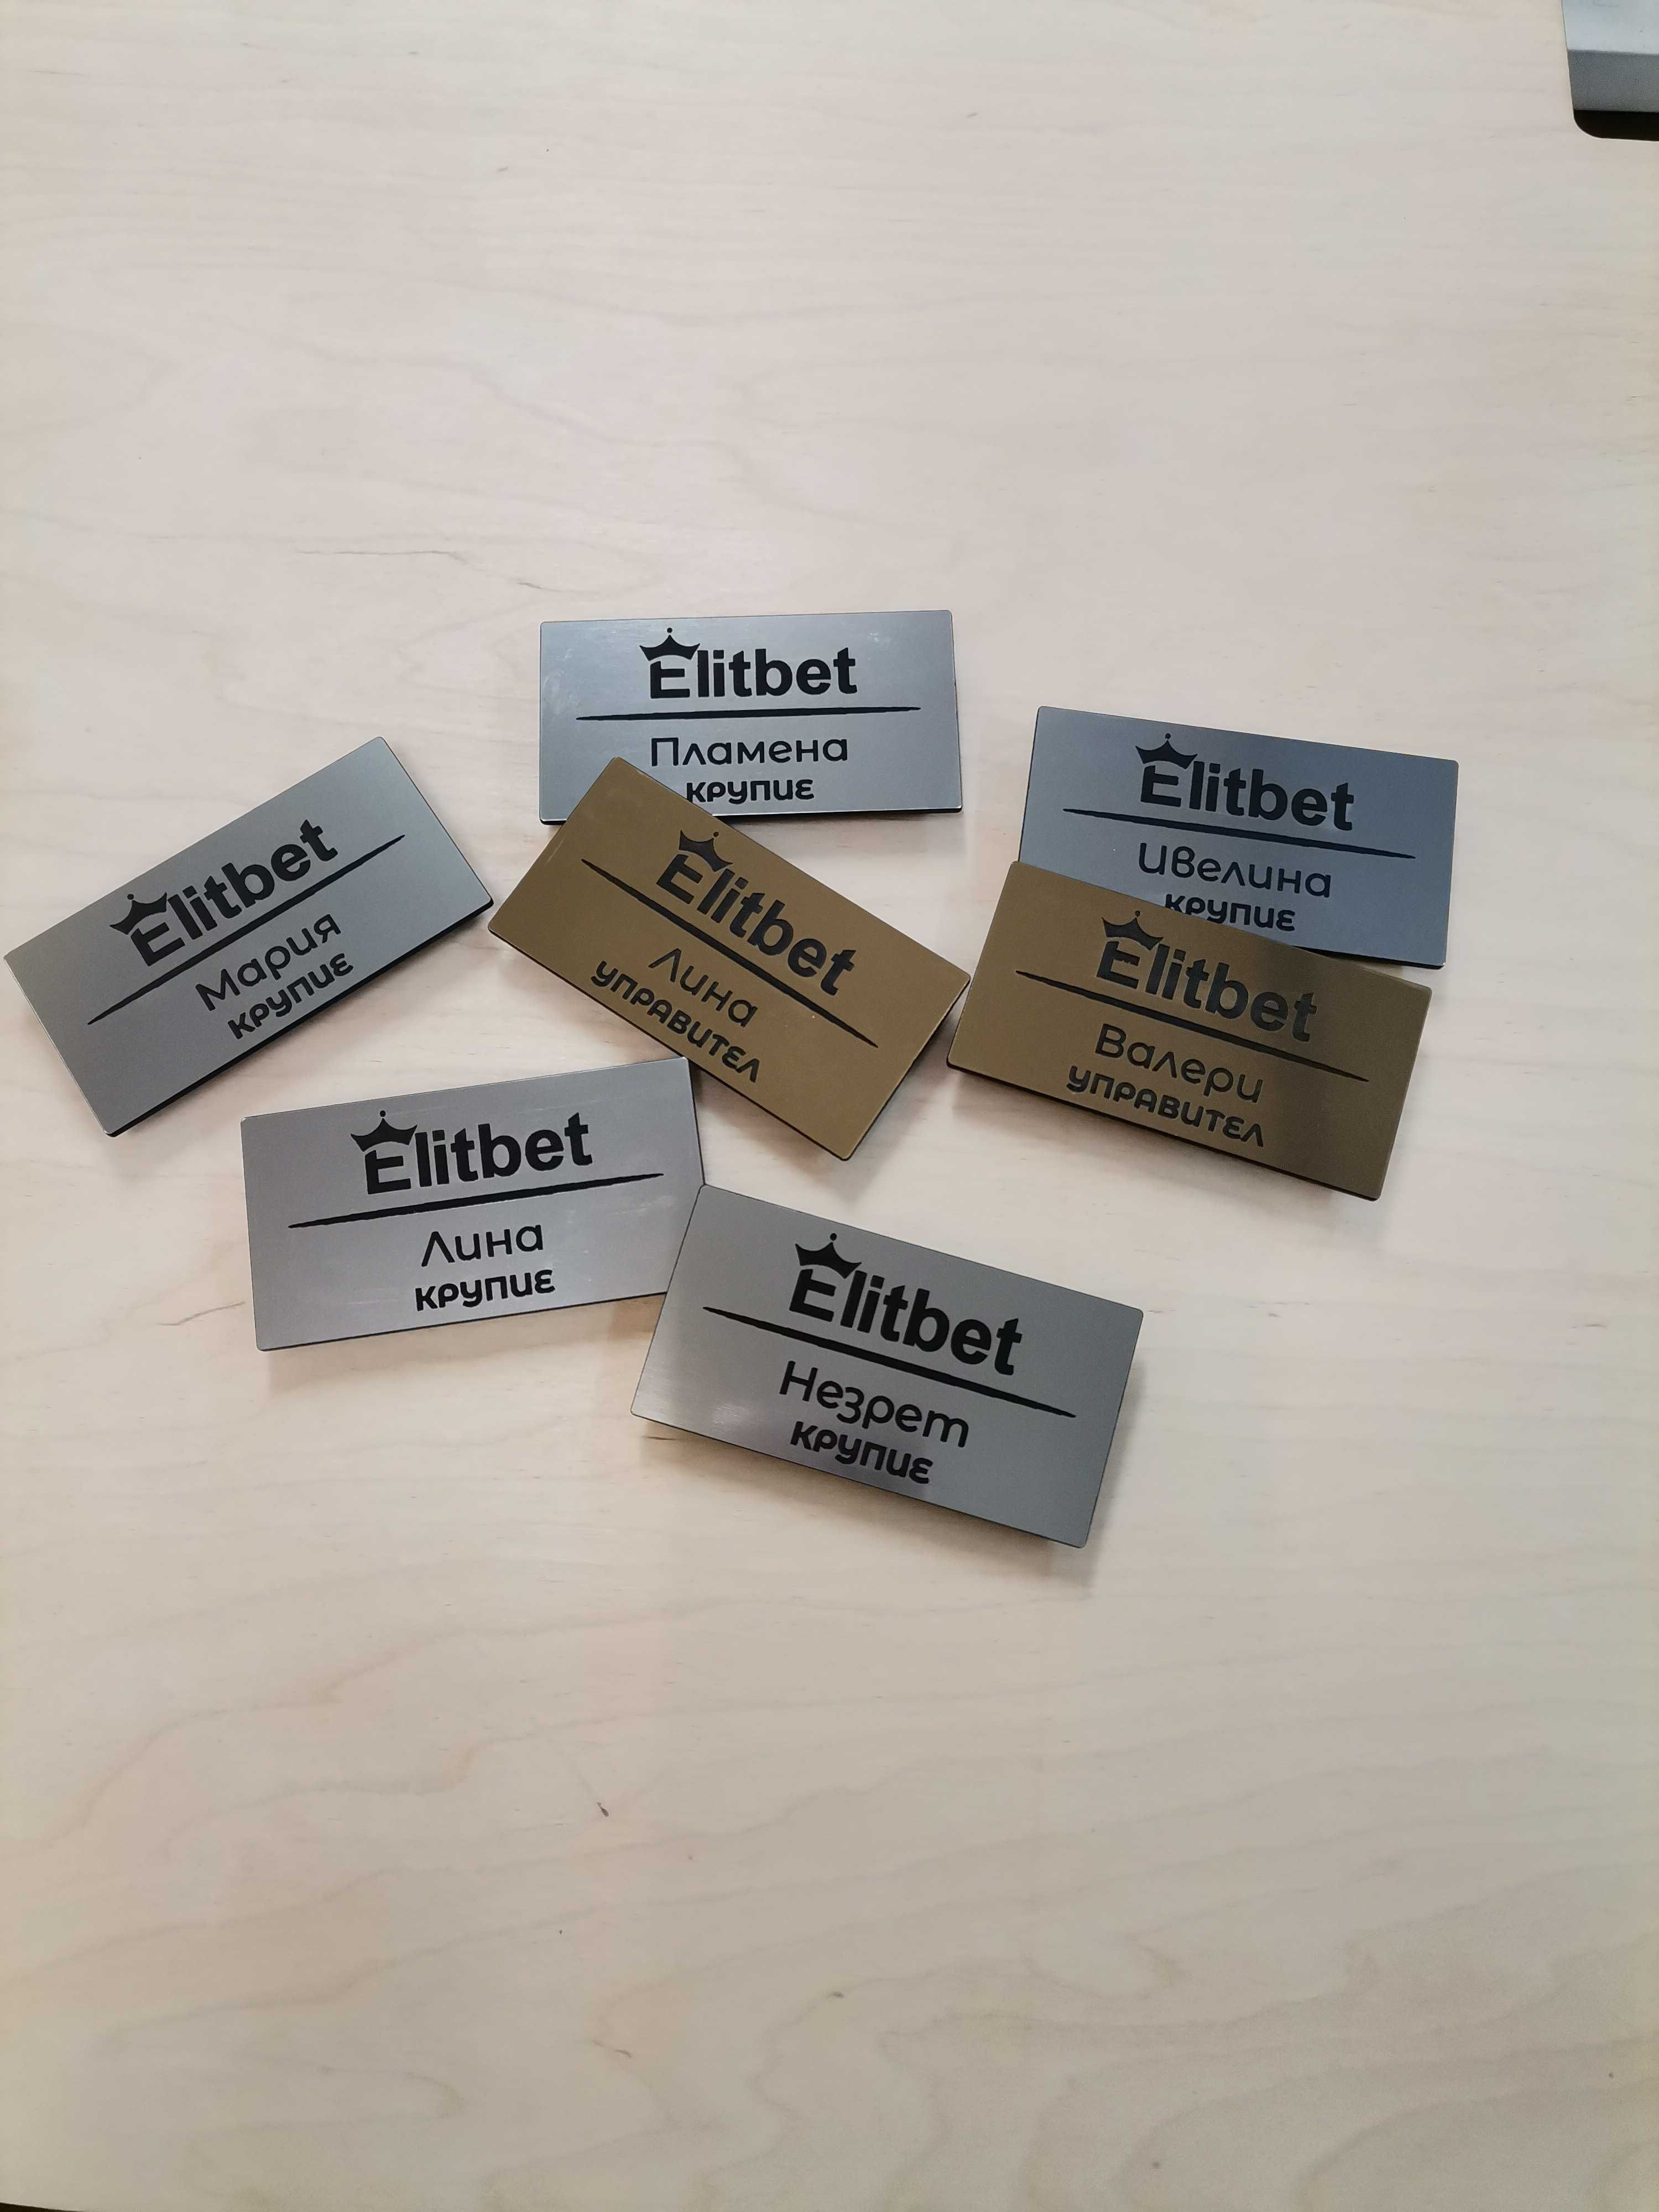 Elitbet
Пламена
крупие
Elitbet
Ивелина
крупие
Elitbet
Мария
крупие
Elitbet
Лина
управител
Elitbet
Валери
управител
Elitbet
Лина
крупие
Elitbet
Незрет
крупие